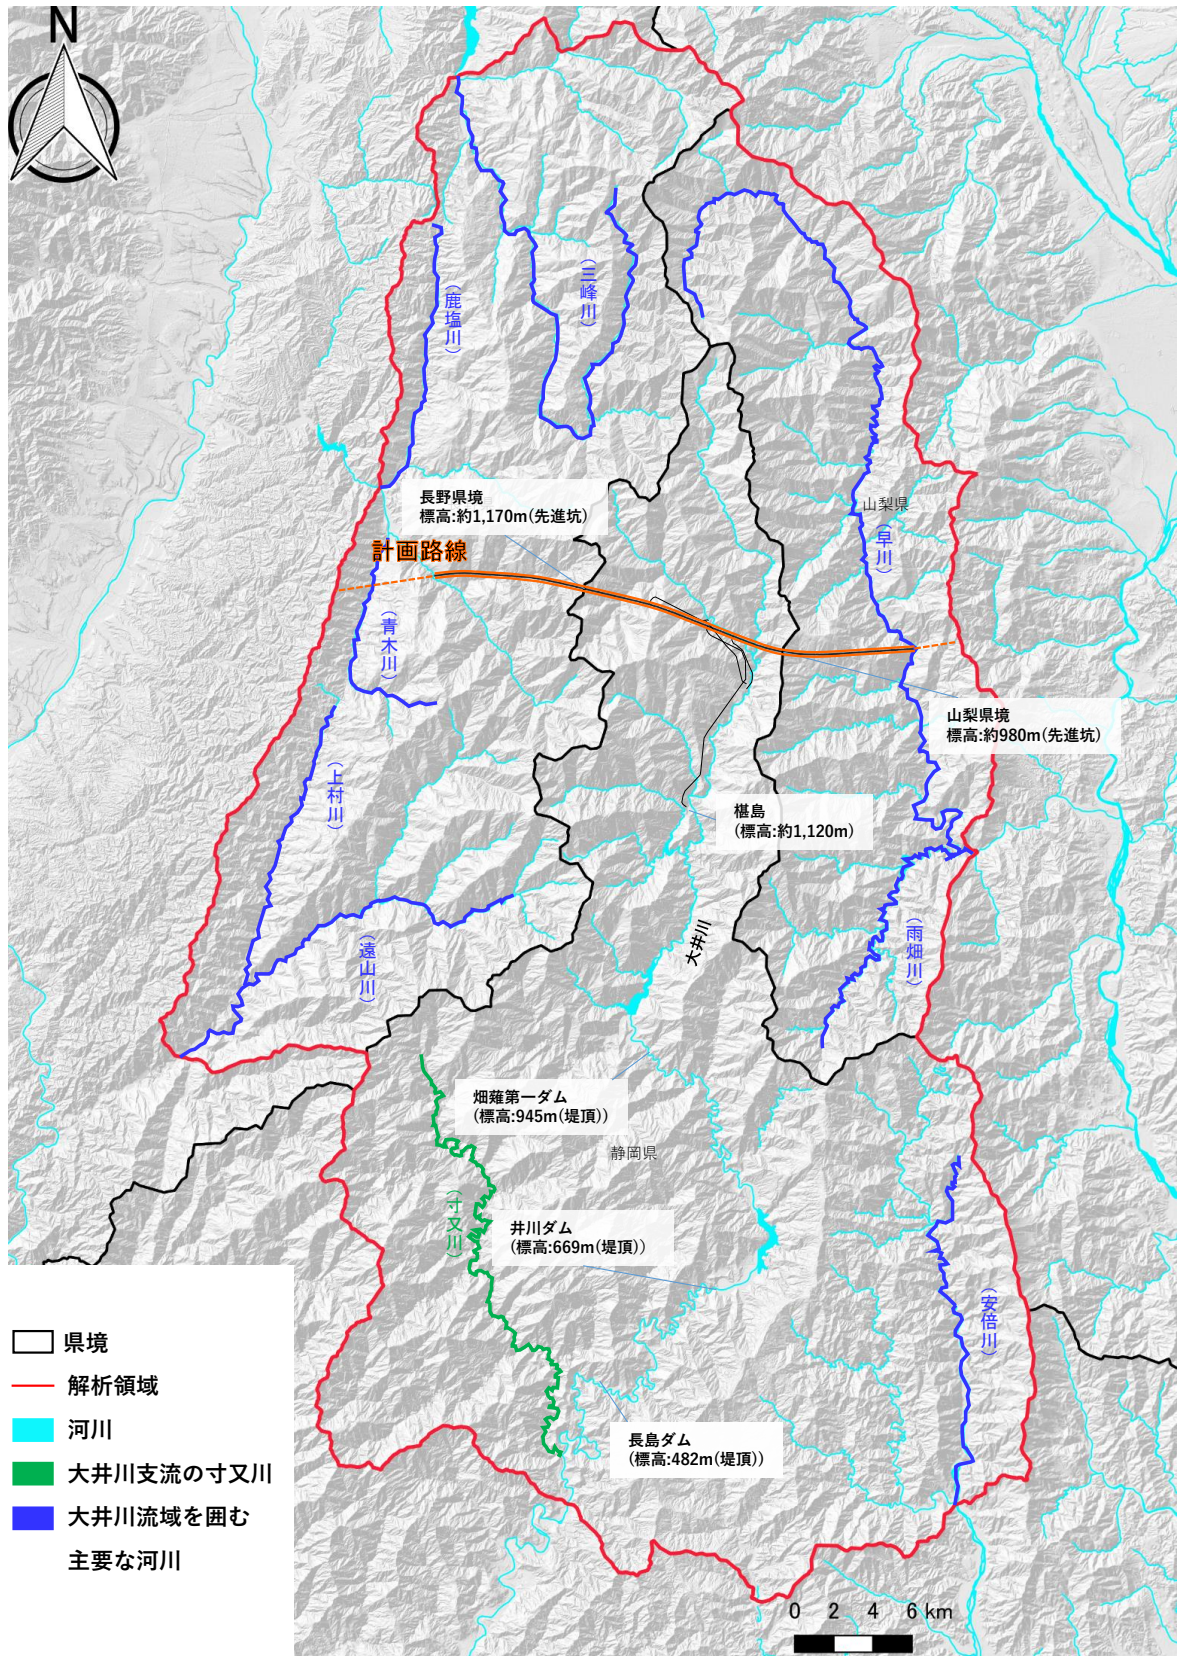 N
(三峰川)
(鹿塩川)
長野県境
標高:約1,170m(先進坑)
山梨県
(早川)
計画路線
(青木川)
山梨県境
標高:約980m(先進坑)
(上村川)
椹島
(標高:約1,120m)
大井川
(雨畑川)
(遠山川)
畑薙第一ダム
(標高:945m(堤頂))
静岡県
(寸又川)
井川ダム
(標高:669m(堤頂))
(安倍川)
県境
解析領域
河川
大井川支流の寸又川
大井川流域を囲む
主要な河川
長島ダム
(標高:482m(堤頂))
0 2 4 6 km